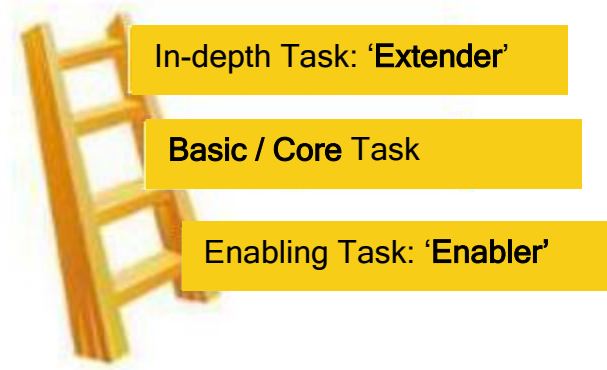 In-depth Task: ‘Extender’
Basic / Core Task
Enabling Task: ‘Enabler’